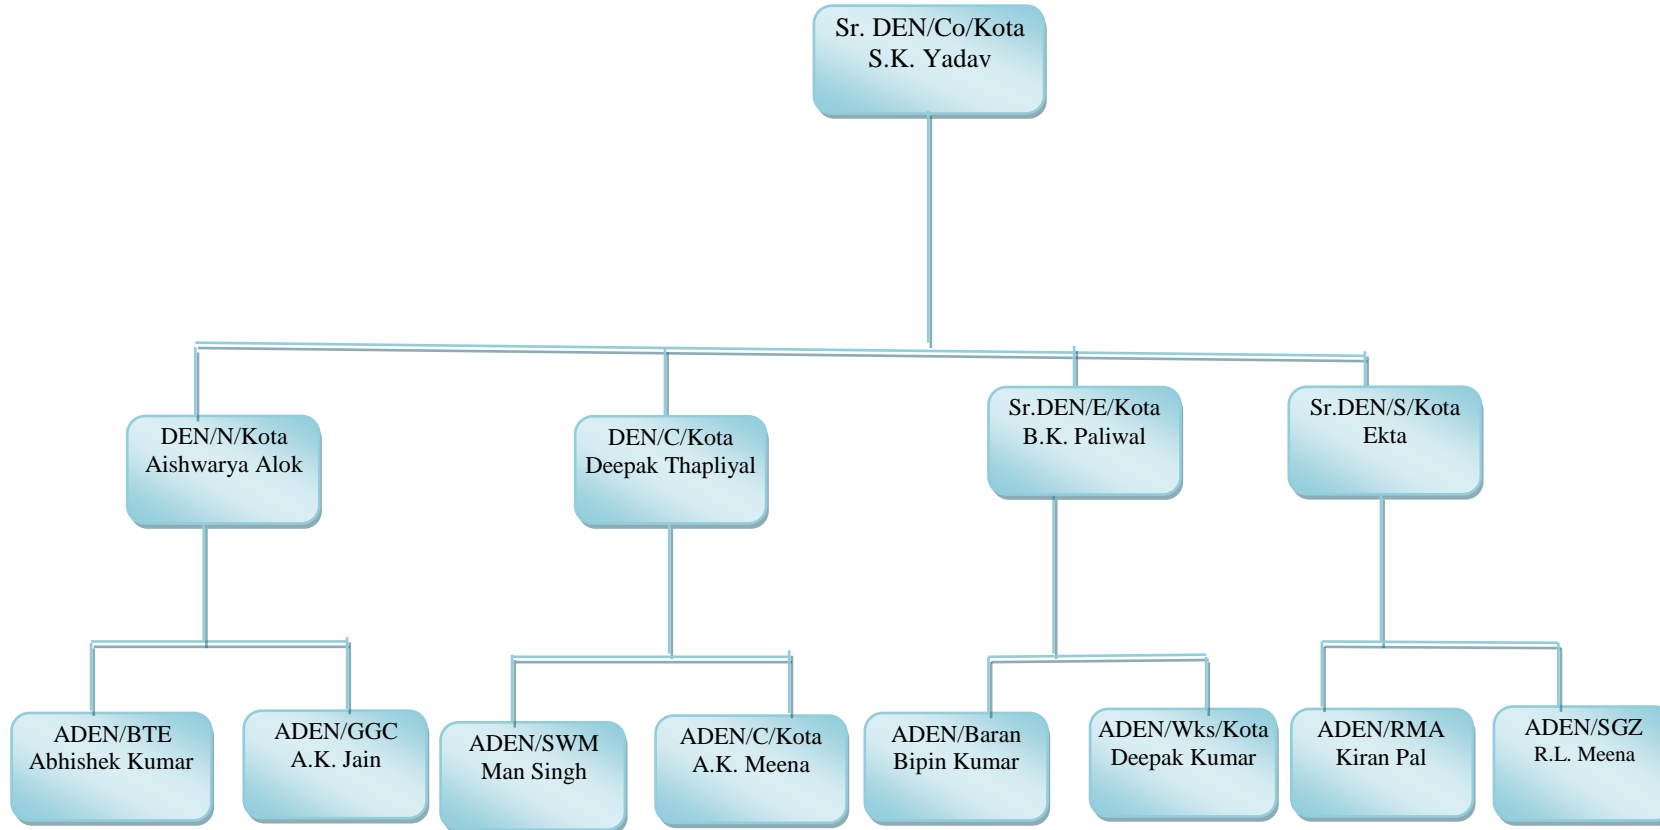 Sr. DEN/Co/Kota
S.K. Yadav
DEN/N/Kota
Aishwarya Alok
DEN/C/Kota
Deepak Thapliyal
Sr.DEN/E/Kota
B.K. Paliwal
Sr.DEN/S/Kota
Ekta
ADEN/BTE
Abhishek Kumar
ADEN/GGC
A.K. Jain
ADEN/SWM
Man Singh
ADEN/C/Kota
A.K. Meena
ADEN/Baran
Bipin Kumar
ADEN/Wks/Kota
Deepak Kumar
ADEN/RMA
Kiran Pal
ADEN/SGZ
R.L. Meena